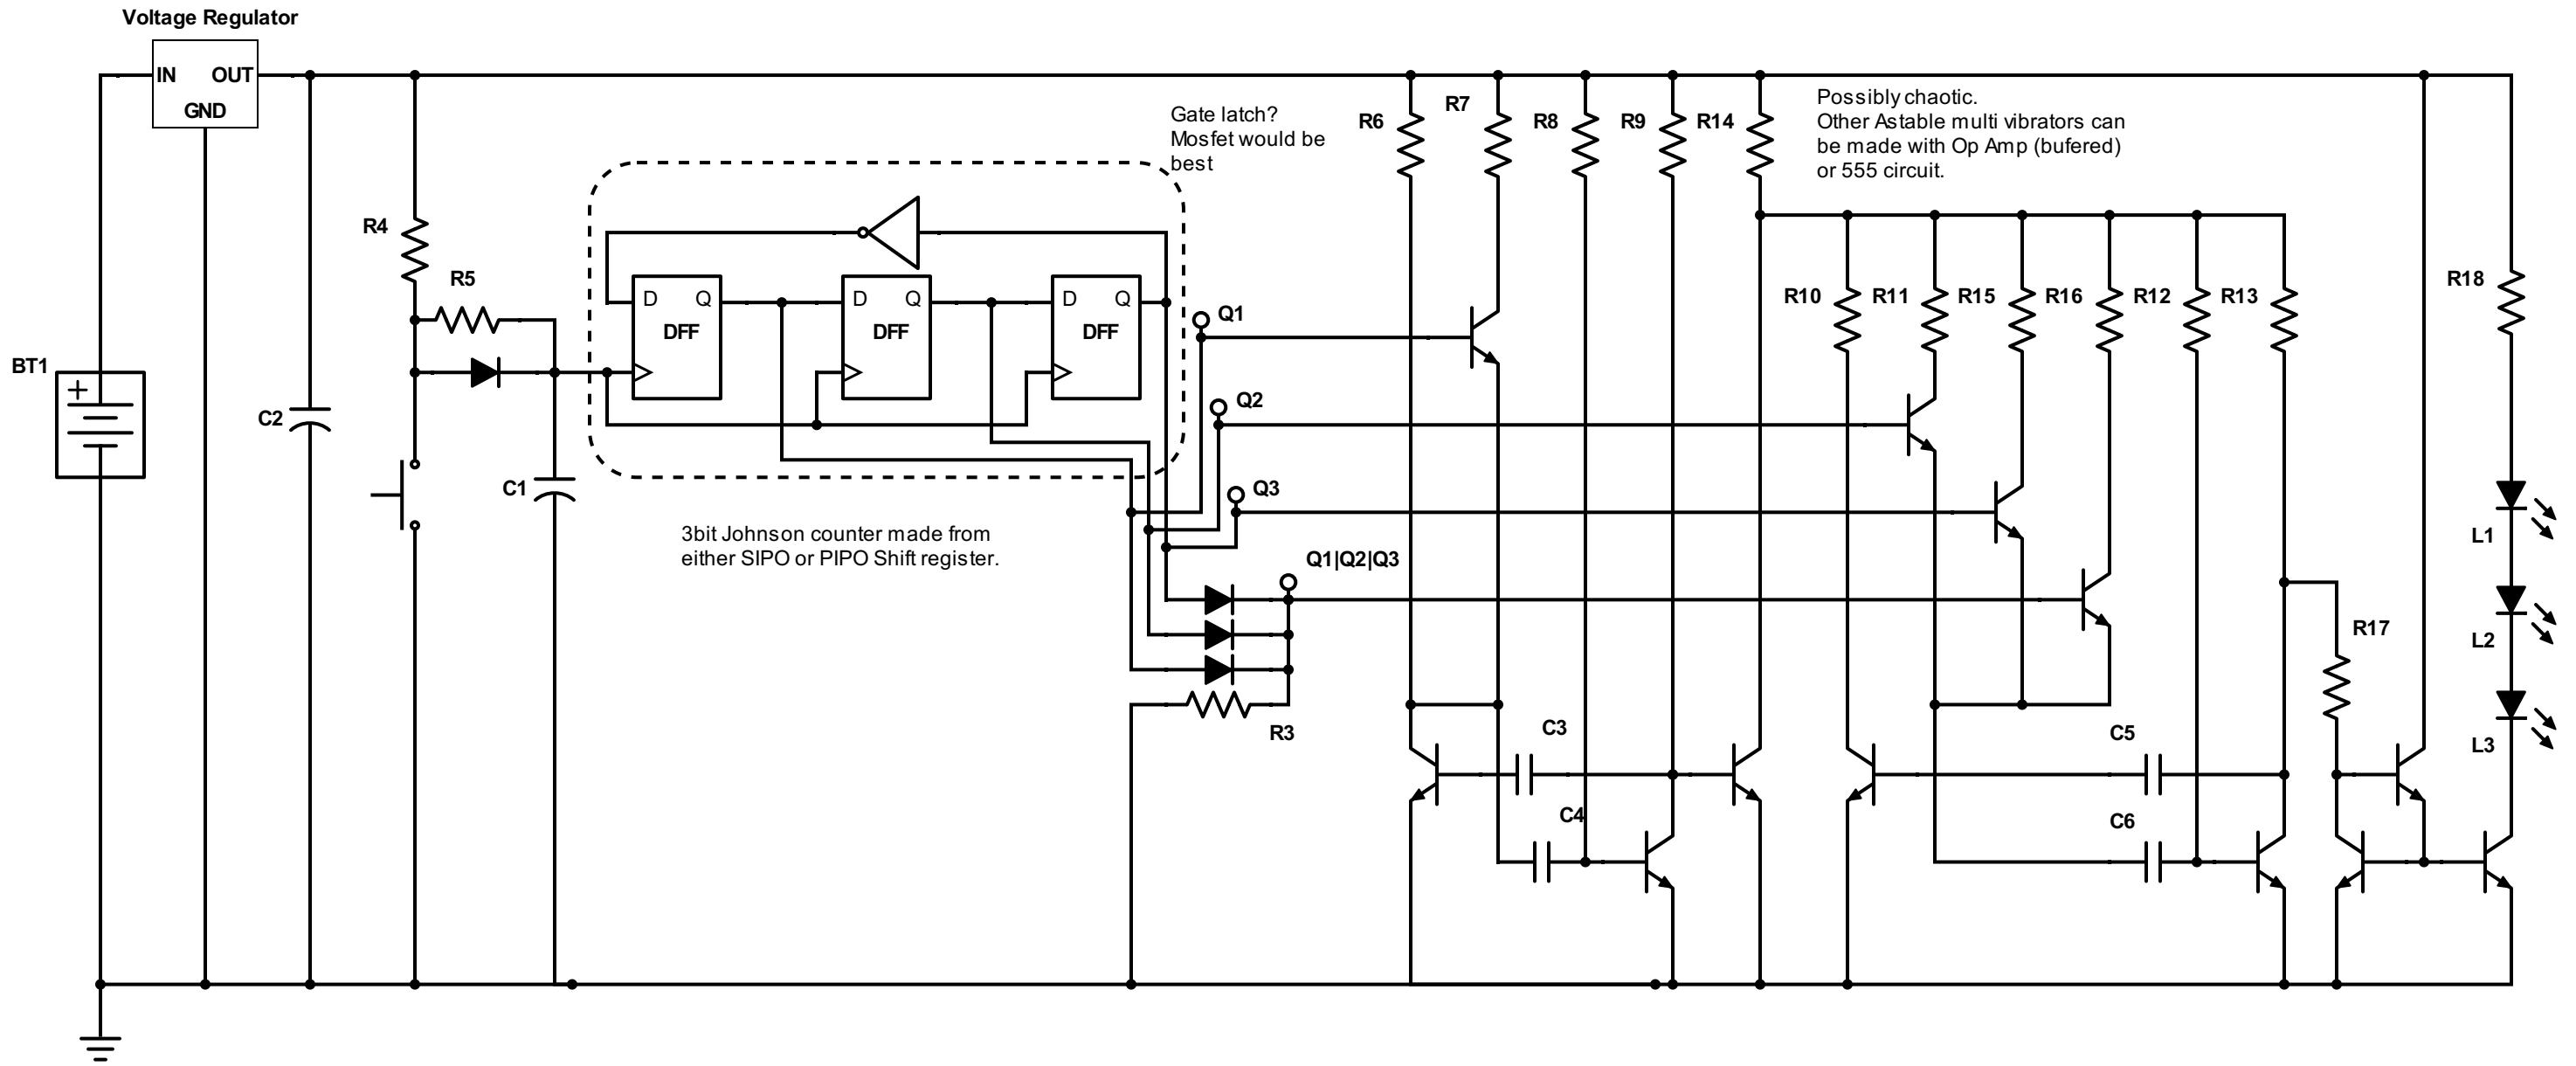 Voltage Regulator
IN OUT
GND
Gate latch?
Mosfet would be
best
Possibly chaotic.
Other Astable multi vibrators can
be made with Op Amp (bufered)
or 555 circuit.
R6
R7
R8
R9
R14
R4
R5
D Q
DFF
D Q
DFF
D Q
DFF
Q1
R10
R11
R15
R16
R12
R13
R18
BT1
+
C2
C1
Q2
Q3
3bit Johnson counter made from
either SIPO or PIPO Shift register.
Q1|Q2|Q3
R3
C3
C4
C5
C6
R17
L1
L2
L3